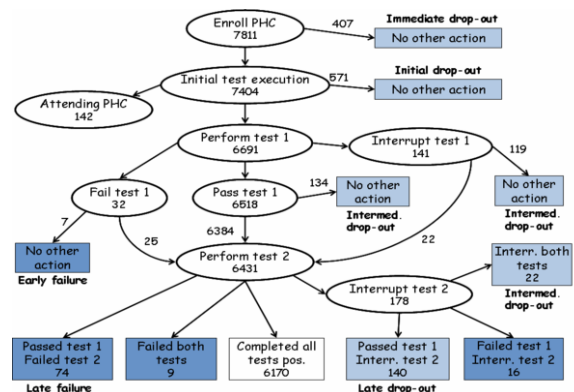 Enroll PHC
7811
407
Immediate drop-out
No other action
Initial test execution
7404
571
Initial drop-out
No other action
Attending PHC
142
Perform test 1
6691
Interrupt test 1
141
119
Fail test 1
32
Pass test 1
6518
134
No other
action
Intermed.
drop-out
No other
action
Intermed.
drop-out
7
25
6384
22
No other
action
Early failure
Perform test 2
6431
Interr. both
tests
22
Intermed.
drop-out
Interrupt test 2
178
Passed test 1
Failed test 2
74
Late failure
Failed both
tests
9
Completed all
tests pos.
6170
Passed test 1
Interr. test 2
140
Late drop-out
Failed test 1
Interr. test 2
16